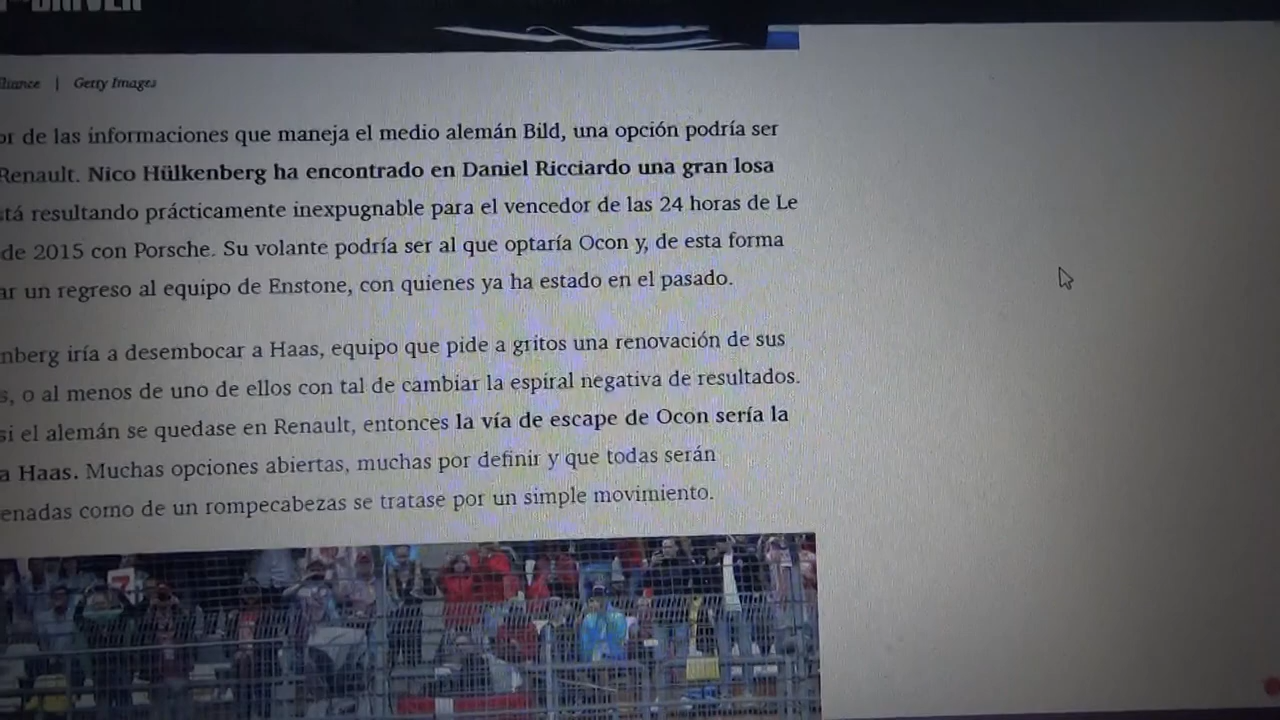 DRIVER
lliance | Getty Images
or de las informaciones que maneja el medio alemán Bild, una opción podría ser
Renault. Nico Hülkenberg ha encontrado en Daniel Ricciardo una gran losa
tá resultando prácticamente inexpugnable para el vencedor de las 24 horas de Le
de 2015 con Porsche. Su volante podría ser al que optaría Ocon y, de esta forma
ar un regreso al equipo de Enstone, con quienes ya ha estado en el pasado.
nberg iría a desembocar a Haas, equipo que pide a gritos una renovación de sus
s, o al menos de uno de ellos con tal de cambiar la espiral negativa de resultados.
si el alemán se quedase en Renault, entonces la vía de escape de Ocon sería la
a Haas. Muchas opciones abiertas, muchas por definir y que todas serán
enadas como de un rompecabezas se tratase por un simple movimiento.